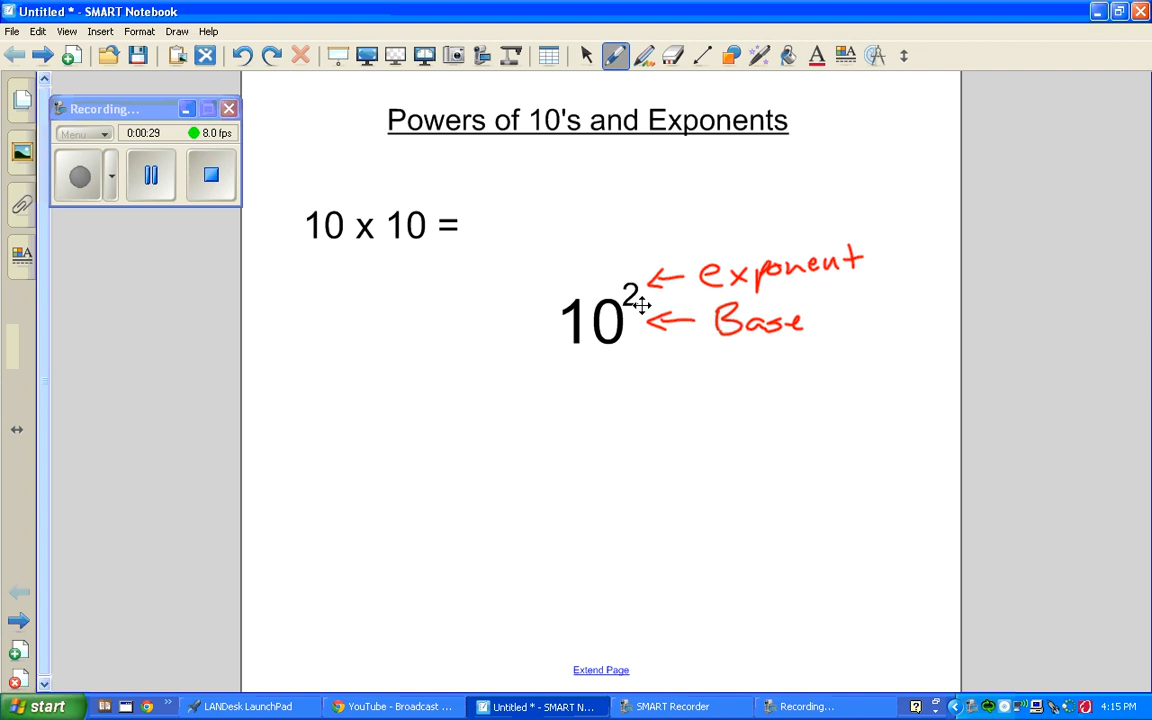 Untitled * - SMART Notebook
File Edit View Insert Format Draw Help
Recording...
Menu 0:00:29 8.0 fps
Powers of 10's and Exponents
10 x 10 =
10² ← exponent
← Base
Extend Page
start LANDesk LaunchPad YouTube - Broadcast ... Untitled * - SMART N... SMART Recorder Recording... 4:15 PM